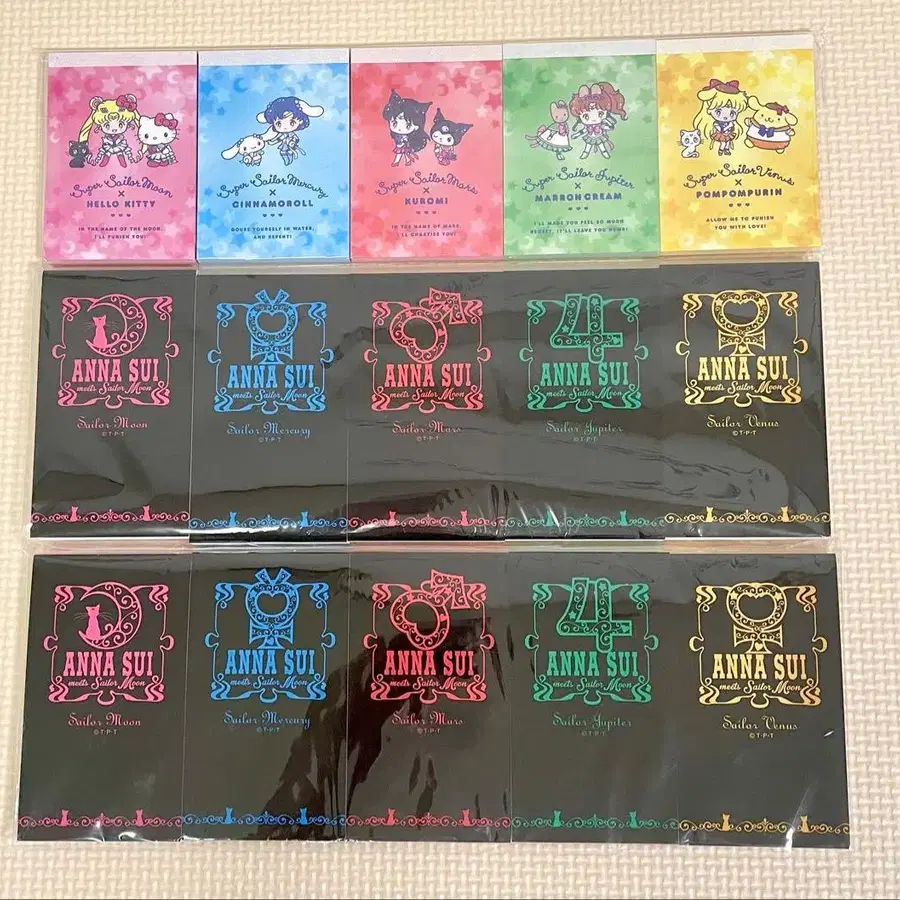 Super Sailor Moon
×
HELLO KITTY
IN THE NAME OF THE MOON,
I'LL PUNISH YOU!
Super Sailor Mercury
×
CINNAMOROLL
DOUSE YOURSELF IN WATER,
AND REPENT!
Super Sailor Mars
×
KUROMI
IN THE NAME OF MARS,
I'LL CHASTISE YOU!
Super Sailor Jupiter
×
MARRON CREAM
I'LL MAKE YOU FEEL SO MUCH
REGRET, IT'LL LEAVE YOU NUMB!
Super Sailor Venus
×
POMPOMPURIN
ALLOW ME TO PUNISH
YOU WITH LOVE!
ANNA SUI
meets Sailor Moon
Sailor Moon
©T·P·T
ANNA SUI
meets Sailor Moon
Sailor Mercury
©T·P·T
ANNA SUI
meets Sailor Moon
Sailor Mars
©T·P·T
4
ANNA SUI
meets Sailor Moon
Sailor Jupiter
©T·P·T
ANNA SUI
meets Sailor Moon
Sailor Venus
©T·P·T
ANNA SUI
meets Sailor Moon
Sailor Moon
©T·P·T
ANNA SUI
meets Sailor Moon
Sailor Mercury
©T·P·T
ANNA SUI
meets Sailor Moon
Sailor Mars
©T·P·T
4
ANNA SUI
meets Sailor Moon
Sailor Jupiter
©T·P·T
ANNA SUI
meets Sailor Moon
Sailor Venus
©T·P·T